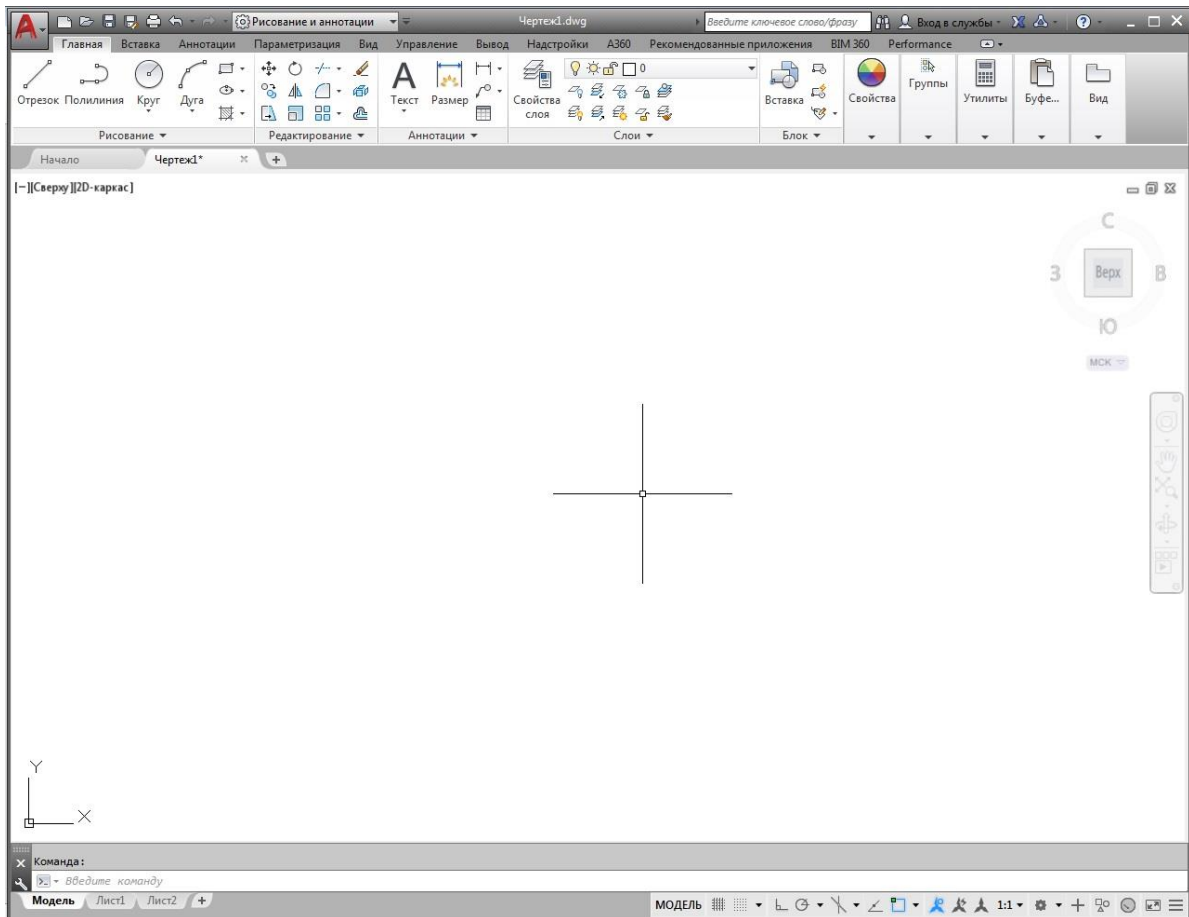 Рисование и аннотации Чертеж1.dwg Введите ключевое слово/фразу Вход в службы
Главная Вставка Аннотации Параметризация Вид Управление Вывод Надстройки A360 Рекомендованные приложения BIM 360 Performance
Отрезок Полилиния Круг Дуга Текст Размер Свойства слоя 0 Вставка Свойства Группы Утилиты Буфе... Вид
Рисование Редактирование Аннотации Слои Блок
Начало Чертеж1*
[−][Сверху][2D-каркас]
С
З Верх В
Ю
МСК
Y
X
Команда:
Введите команду
Модель Лист1 Лист2 МОДЕЛЬ 1:1